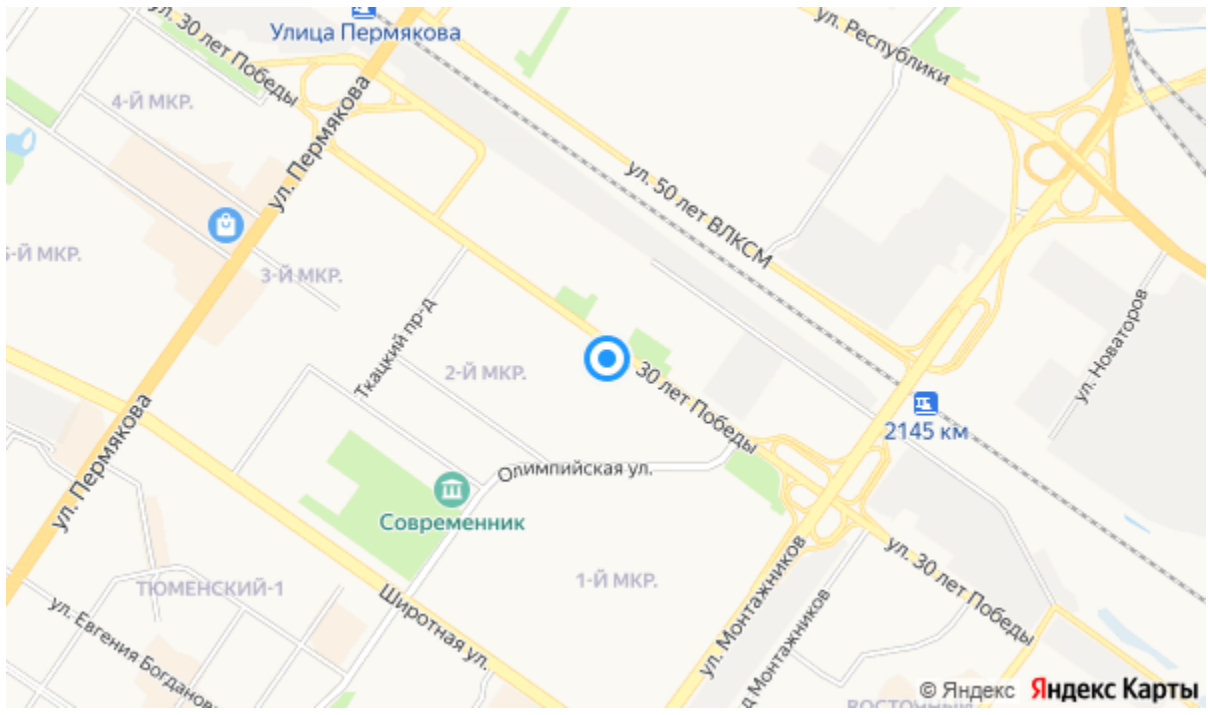 ул. 30 лет Победы
Улица Пермякова
ул. Республики
4-Й МКР.
ул. Пермякова
ул. 50 лет ВЛКСМ
-Й МКР.
3-Й МКР.
Ткацкий пр-д
2-Й МКР.
30 лет Победы
ул. Новаторов
2145 км
ул. Пермякова
Олимпийская ул.
Современник
1-Й МКР.
ТЮМЕНСКИЙ-1
Широтная ул.
ул. Монтажников
ул. 30 лет Победы
ул. Евгения Богданов
д Монтажников
ВОСТОЧНЫЙ
© Яндекс Яндекс Карты